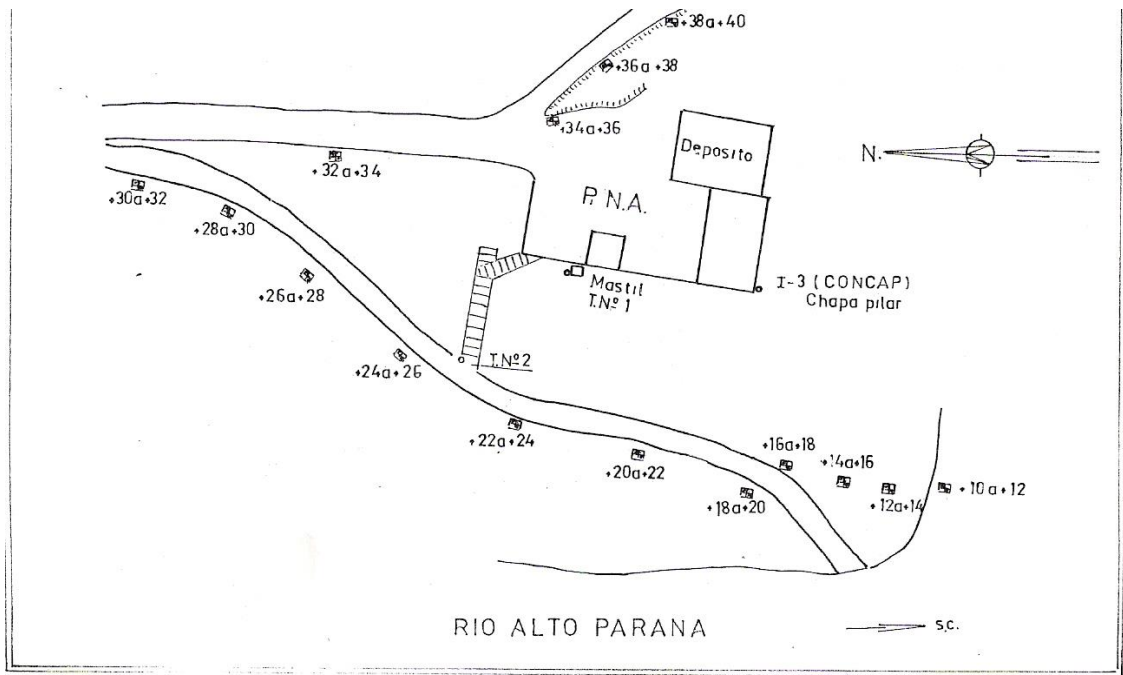 +38a+40
+36a+38
+34a+36
Deposito
N.
+32a+34
+30a+32
P. N.A.
+28a+30
+26a+28
Mastil
T.Nº 1
I-3 (CONCAP)
Chapa pilar
T.Nº2
+24a+26
+22a+24
+20a+22
+18a+20
+16a+18
+14a+16
+12a+14
+10a+12
RIO ALTO PARANA
S.C.